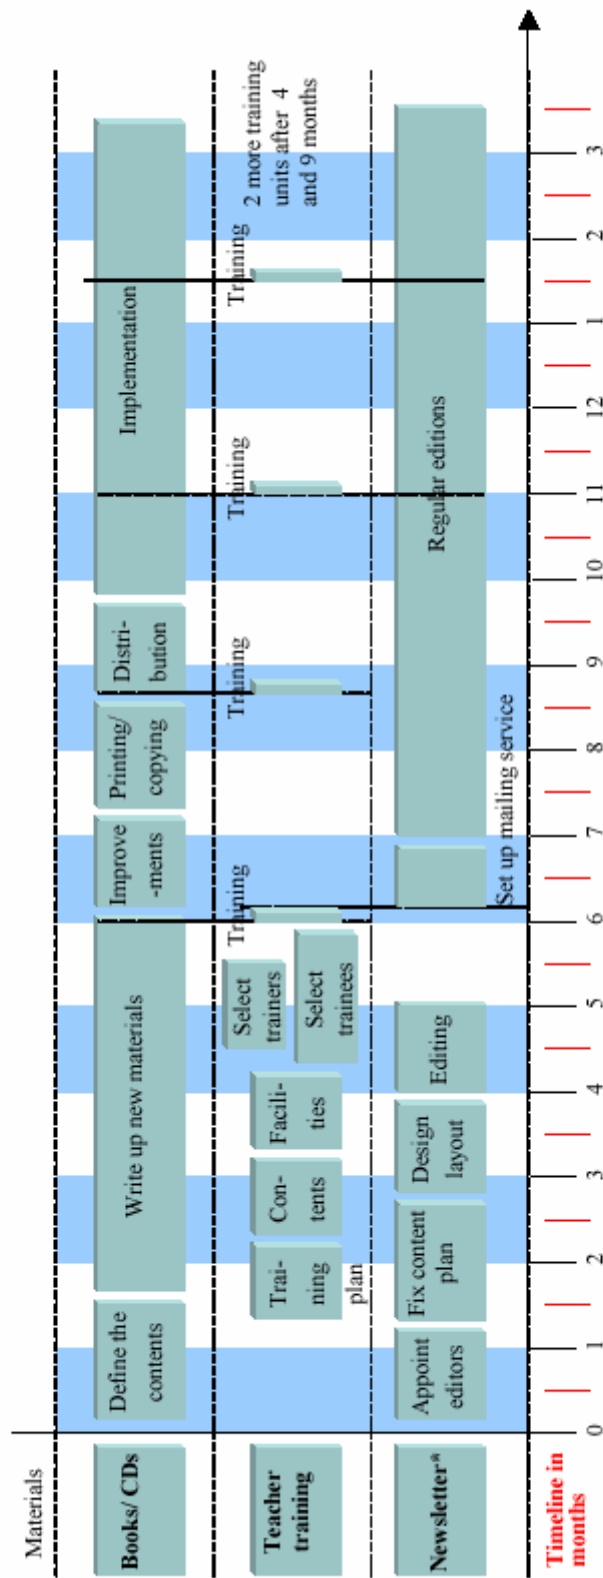 Materials
Books/ CDs
Define the
contents
Write up new materials
Improve
-ments
Printing/
copying
Distri-
bution
Implementation
Teacher
training
Trai-
ning
plan
Con-
tents
Facili-
ties
Select
trainers
Select
trainees
Training
Training
Training
Training
2 more training
units after 4
and 9 months
Newsletter*
Appoint
editors
Fix content
plan
Design
layout
Editing
Set up mailing service
Regular editions
Timeline in
months
0 1 2 3 4 5 6 7 8 9 10 11 12 1 2 3